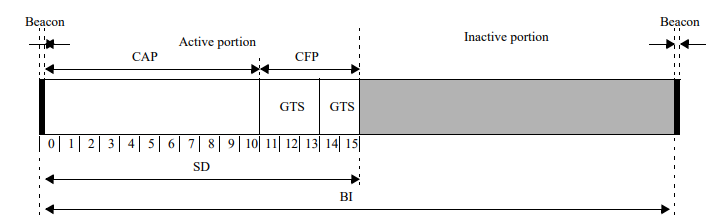 Beacon Beacon
Active portion Inactive portion
CAP CFP
GTS GTS
0 1 2 3 4 5 6 7 8 9 10 11 12 13 14 15
SD
BI